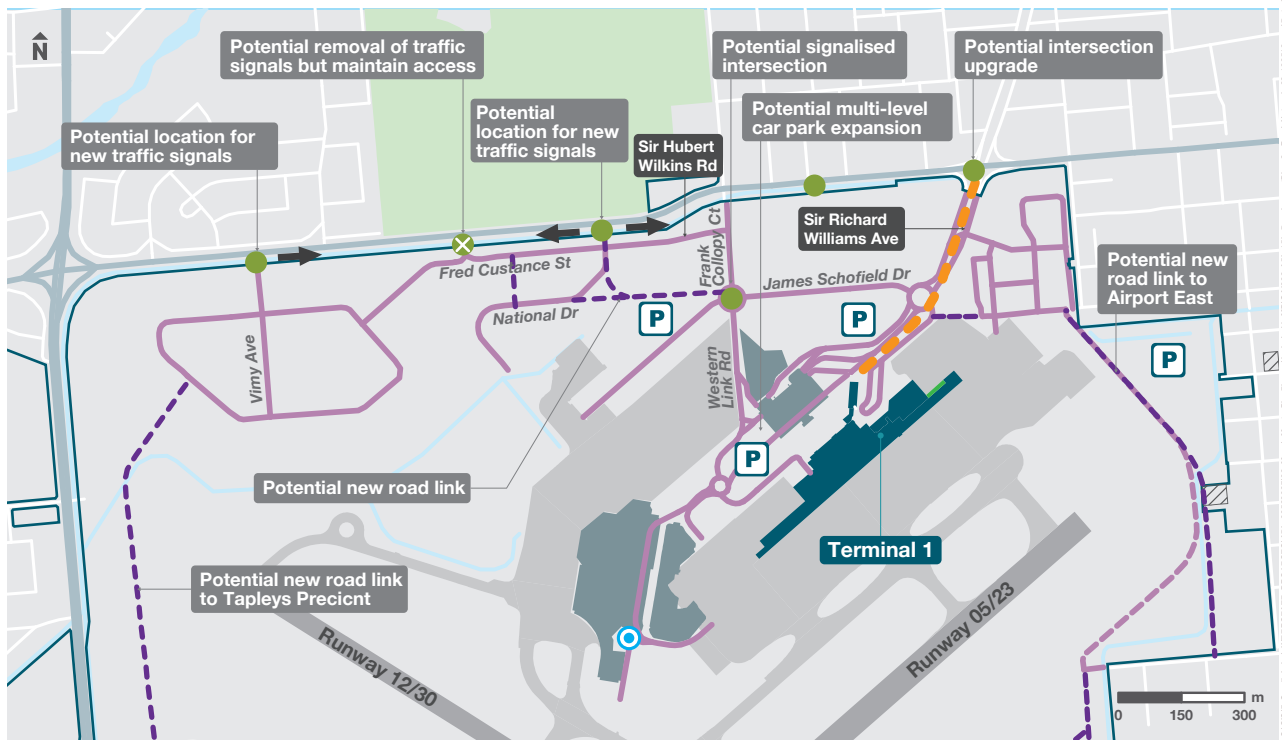 N
Potential removal of traffic
signals but maintain access
Potential signalised
intersection
Potential intersection
upgrade
Potential location for
new traffic signals
Potential
location for new
traffic signals
Potential multi-level
car park expansion
Sir Hubert
Wilkins Rd
Sir Richard
Williams Ave
Frank
Collopy Ct
Fred Custance St
James Schofield Dr
Potential new
road link to
Airport East
National Dr
P
P
P
Vimy Ave
Western
Link Rd
P
Potential new road link
Terminal 1
Potential new road link
to Tapleys Precicnt
Runway 12/30
Runway 05/23
m
0 150 300